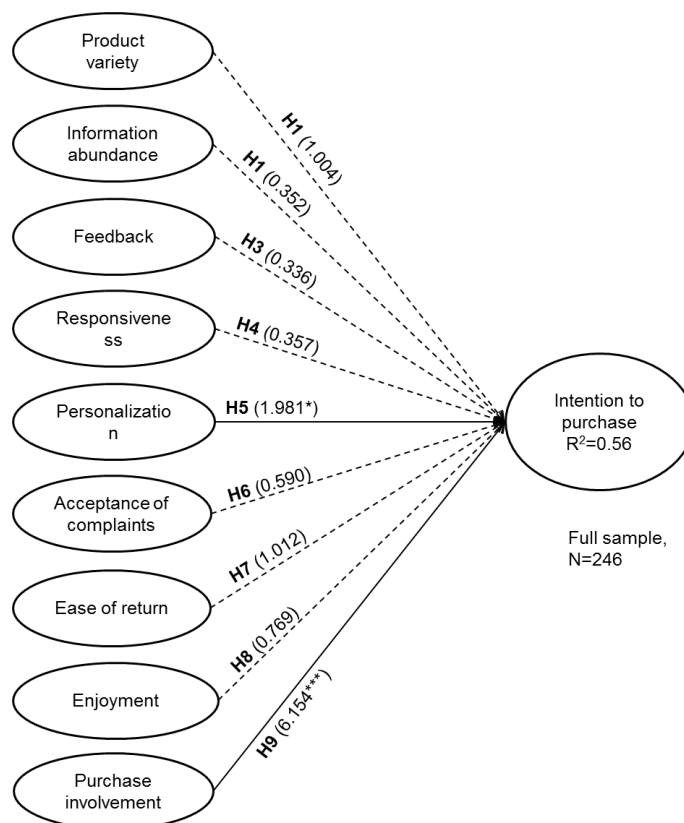 Product
variety
H1 (1.004)
Information
abundance
H1 (0.352)
Feedback
H3 (0.336)
Responsivene
ss
H4 (0.357)
Personalizatio
n
H5 (1.981*)
Intention to
purchase
R²=0.56
Acceptance of
complaints
H6 (0.590)
Full sample,
N=246
Ease of return
H7 (1.012)
Enjoyment
H8 (0.769)
Purchase
involvement
H9 (6.154***)